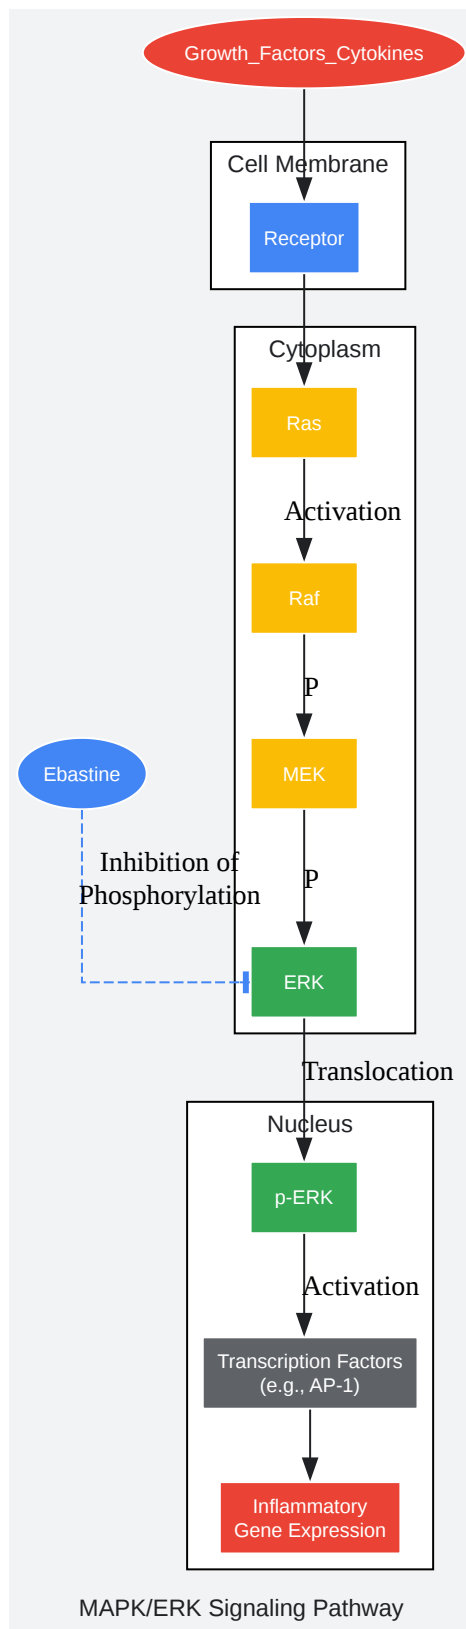 Growth_Factors_Cytokines
Cell Membrane
Receptor
Cytoplasm
Ras
Activation
Raf
P
MEK
Ebastine
Inhibition of
Phosphorylation
P
ERK
Translocation
Nucleus
p-ERK
Activation
Transcription Factors
(e.g., AP-1)
Inflammatory
Gene Expression
MAPK/ERK Signaling Pathway